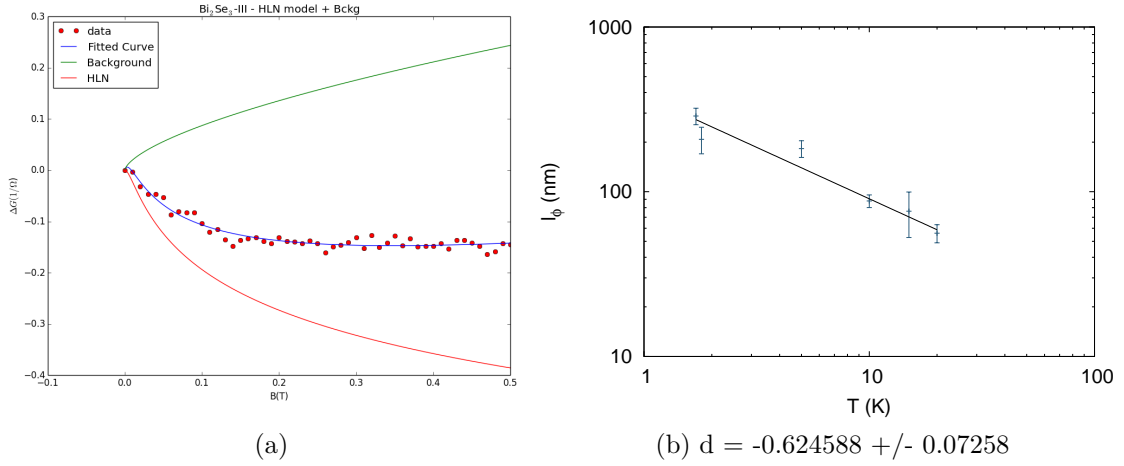 Bi₂Se₃-III - HLN model + Bckg
data
Fitted Curve
Background
HLN
0.3
0.2
0.1
0.0
−0.1
−0.2
−0.3
−0.4
ΔG(1/Ω)
−0.1 0.0 0.1 0.2 0.3 0.4 0.5
B(T)
(a)
1000
100
10
l_ϕ (nm)
1 10 100
T (K)
(b) d = -0.624588 +/- 0.07258